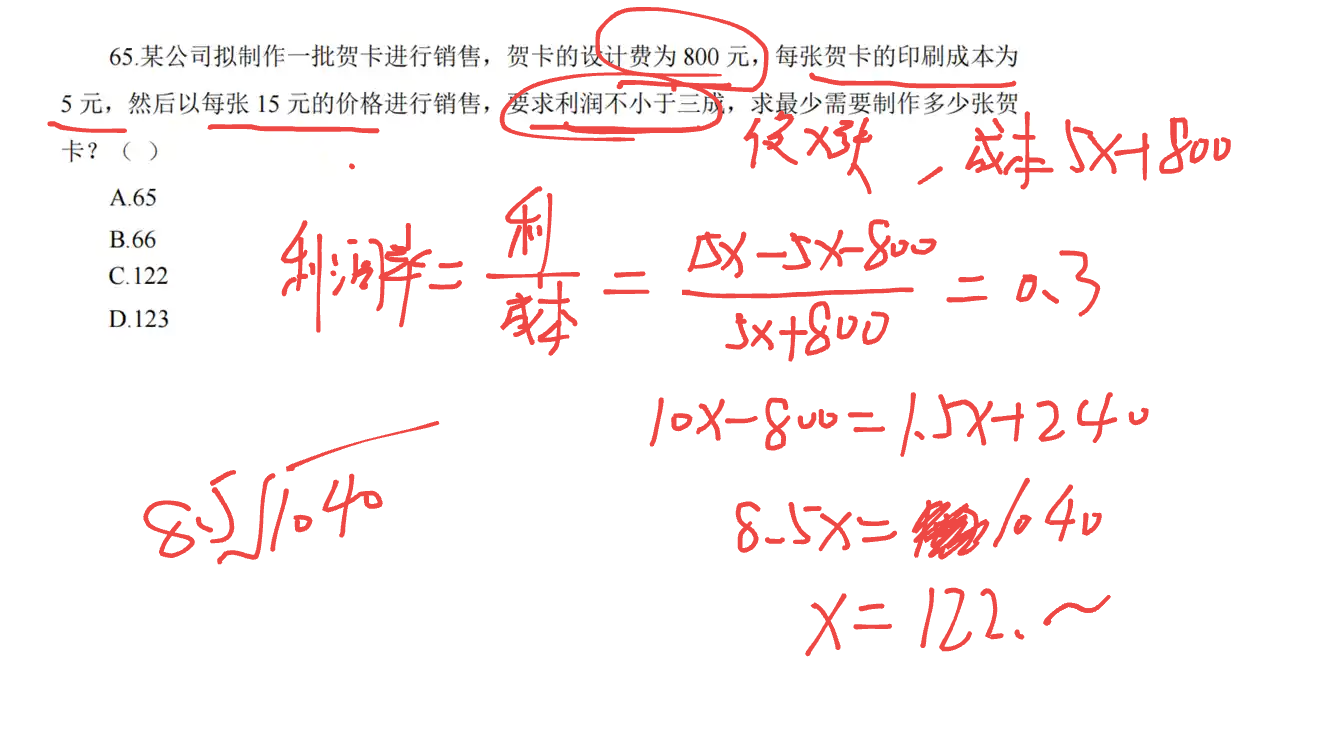 65.某公司拟制作一批贺卡进行销售，贺卡的设计费为 800 元，每张贺卡的印刷成本为
5 元，然后以每张 15 元的价格进行销售，要求利润不小于三成，求最少需要制作多少张贺
卡？（ ）
设x张，成本5x+800
A.65
B.66
C.122
D.123
利润率=利/成本=15x-5x-800/5x+800=0.3
10x-800=1.5x+240
8.5 1040
8.5x=1040
x=122.~